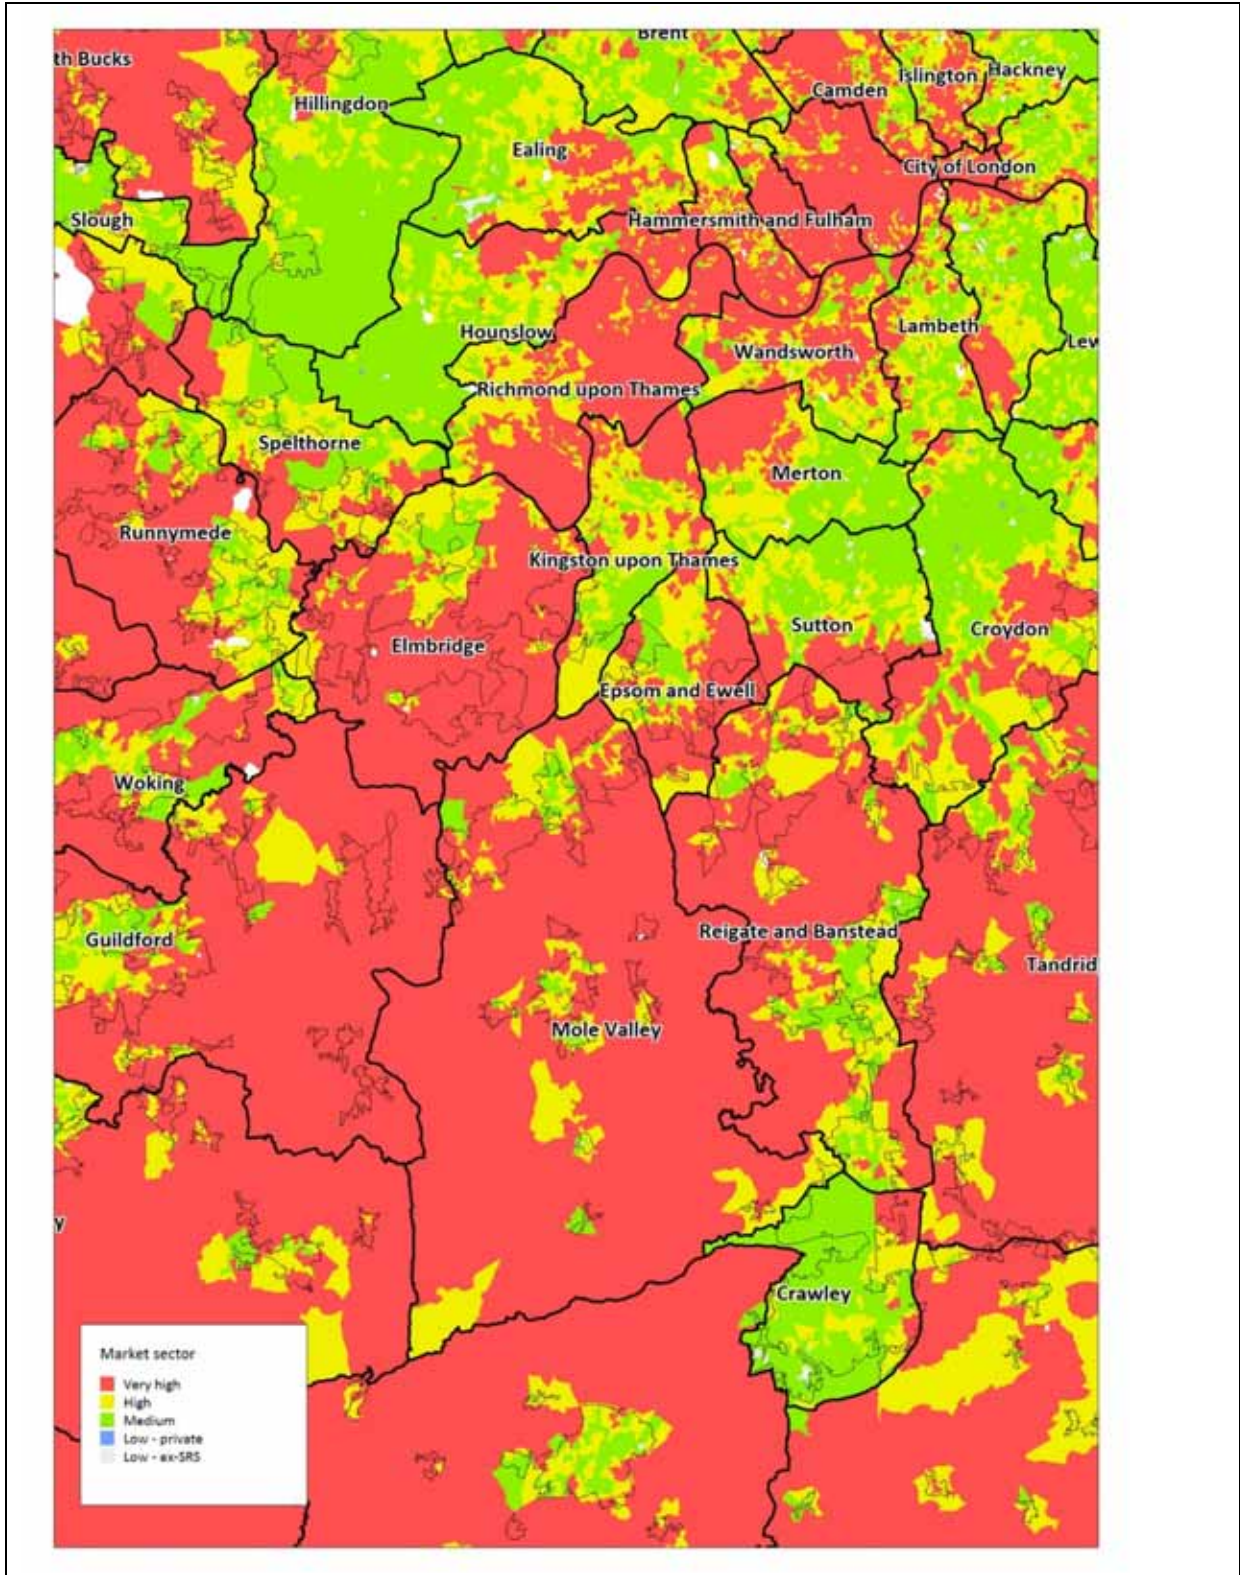 Brent
th Bucks
Islington
Hackney
Camden
Hillingdon
Ealing
City of London
Slough
Hammersmith and Fulham
Hounslow
Lambeth
Lew
Wandsworth
Richmond upon Thames
Spelthorne
Merton
Runnymede
Kingston upon Thames
Sutton
Croydon
Elmbridge
Epsom and Ewell
Woking
Guildford
Reigate and Banstead
Tandrid
Mole Valley
y
Crawley
Market sector
Very high
High
Medium
Low - private
Low - ex-SRS